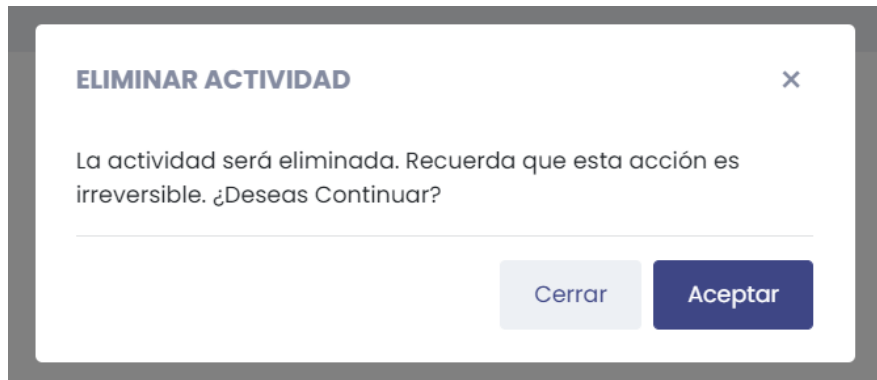 ELIMINAR ACTIVIDAD
La actividad será eliminada. Recuerda que esta acción es
irreversible. ¿Deseas Continuar?
Cerrar
Aceptar